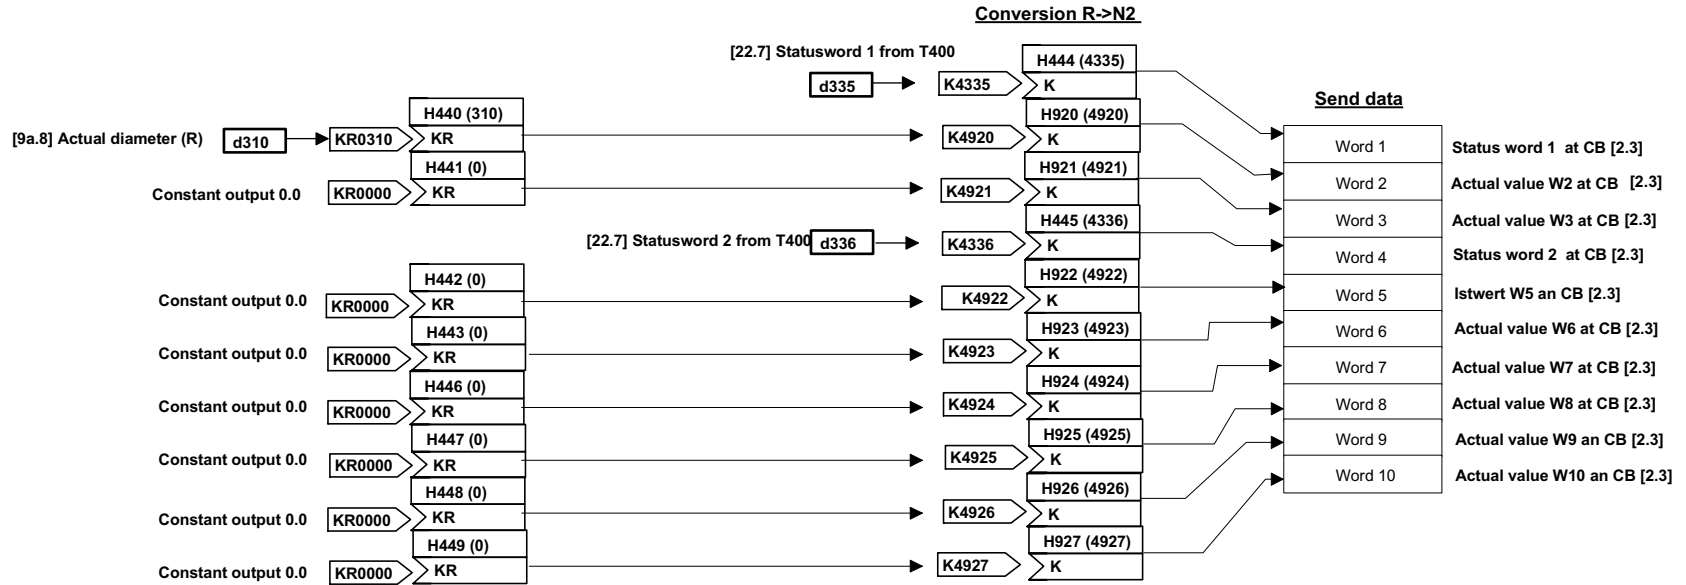 Conversion R->N2
[22.7] Statusword 1 from T400
H444 (4335)
d335
K4335
K
Send data
H440 (310)
H920 (4920)
[9a.8] Actual diameter (R)
d310
KR0310
KR
K4920
K
Word 1
Status word 1 at CB [2.3]
H441 (0)
H921 (4921)
Constant output 0.0
KR0000
KR
K4921
K
Word 2
Actual value W2 at CB [2.3]
H445 (4336)
Word 3
Actual value W3 at CB [2.3]
[22.7] Statusword 2 from T400
d336
K4336
K
Word 4
Status word 2 at CB [2.3]
H442 (0)
H922 (4922)
Constant output 0.0
KR0000
KR
K4922
K
Word 5
Istwert W5 an CB [2.3]
H443 (0)
H923 (4923)
Word 6
Actual value W6 at CB [2.3]
Constant output 0.0
KR0000
KR
K4923
K
Word 7
Actual value W7 at CB [2.3]
H446 (0)
H924 (4924)
Constant output 0.0
KR0000
KR
K4924
K
Word 8
Actual value W8 at CB [2.3]
H447 (0)
H925 (4925)
Word 9
Actual value W9 an CB [2.3]
Constant output 0.0
KR0000
KR
K4925
K
Word 10
Actual value W10 an CB [2.3]
H448 (0)
H926 (4926)
Constant output 0.0
KR0000
KR
K4926
K
H449 (0)
H927 (4927)
Constant output 0.0
KR0000
KR
K4927
K